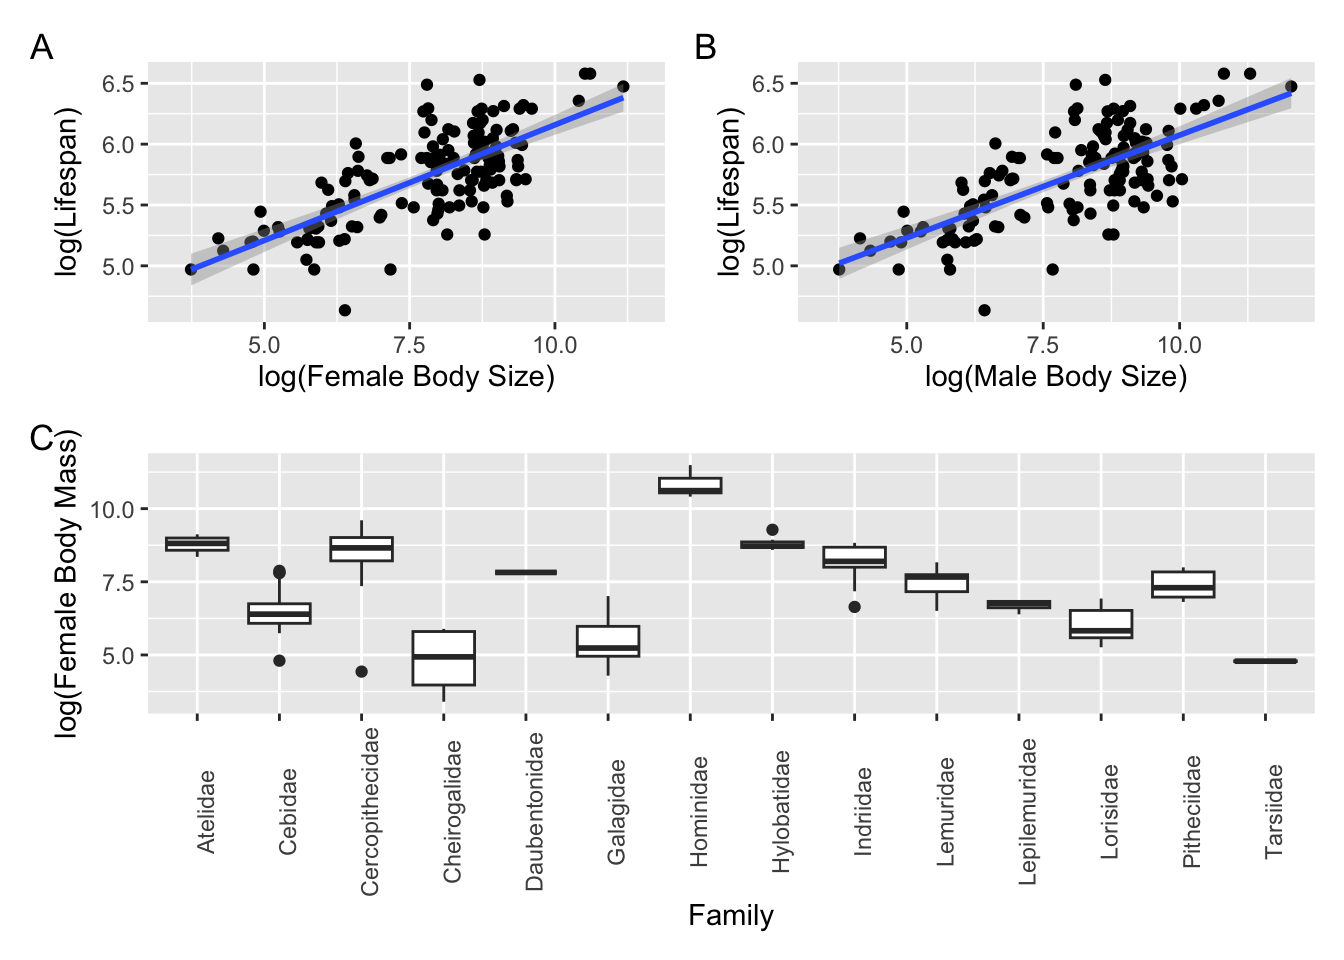 A
log(Lifespan)
6.5
6.0
5.5
5.0
5.0 7.5 10.0
log(Female Body Size)
B
log(Lifespan)
6.5
6.0
5.5
5.0
5.0 7.5 10.0
log(Male Body Size)
C
log(Female Body Mass)
10.0
7.5
5.0
Atelidae
Cebidae
Cercopithecidae
Cheirogalidae
Daubentonidae
Galagidae
Hominidae
Hylobatidae
Indriidae
Lemuridae
Lepilemuridae
Lorisidae
Pitheciidae
Tarsiidae
Family